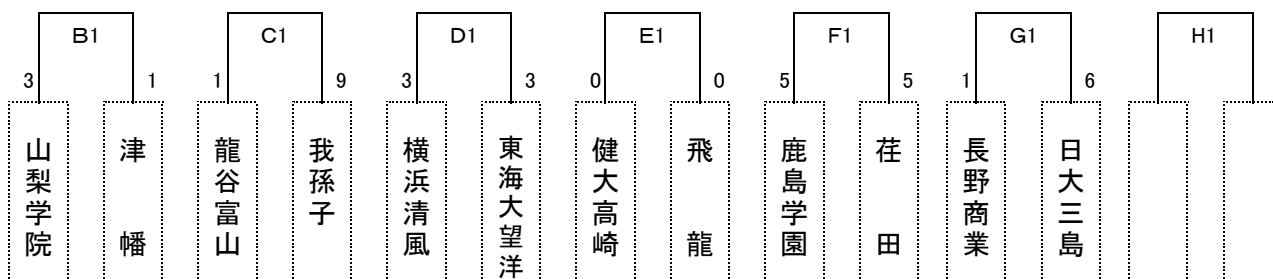 B1 C1 D1 E1 F1 G1 H1
3 1 1 9 3 3 0 0 5 5 1 6
山梨学院
津幡
龍谷富山
我孫子
横浜清風
東海大望洋
健大高崎
飛龍
鹿島学園
荏田
長野商業
日大三島